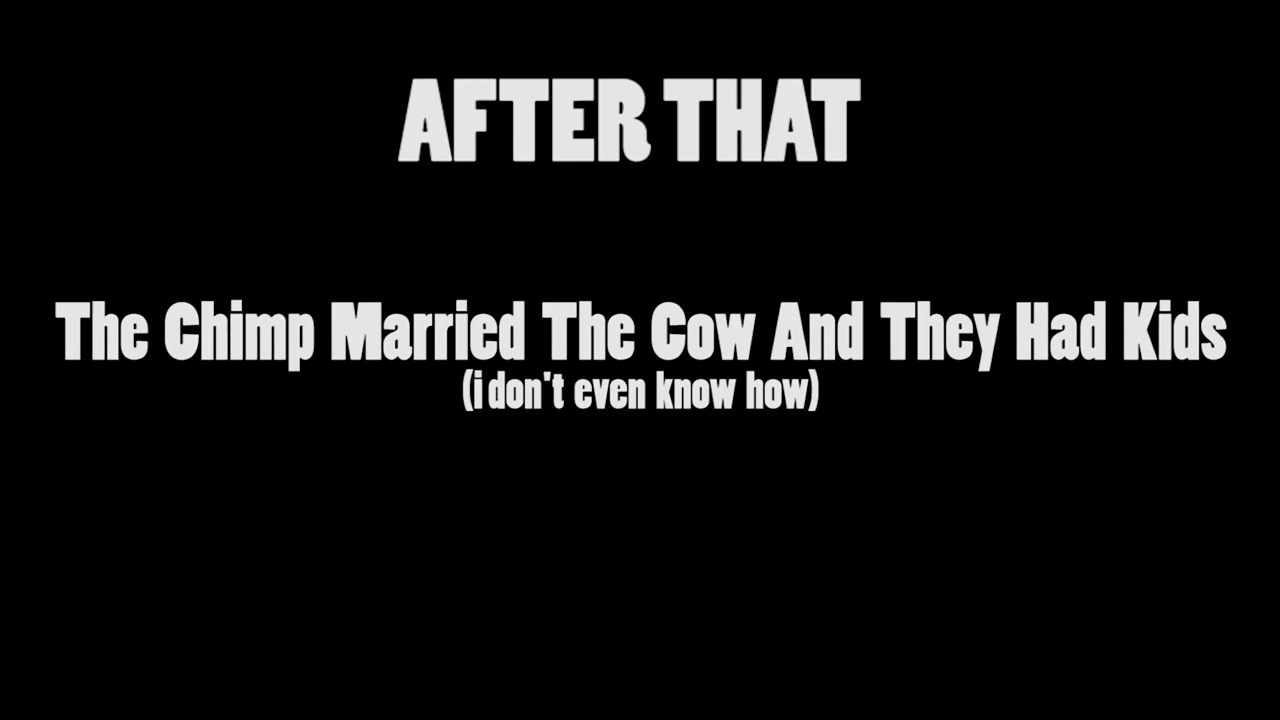 AFTER THAT
The Chimp Married The Cow And They Had Kids
(i don't even know how)